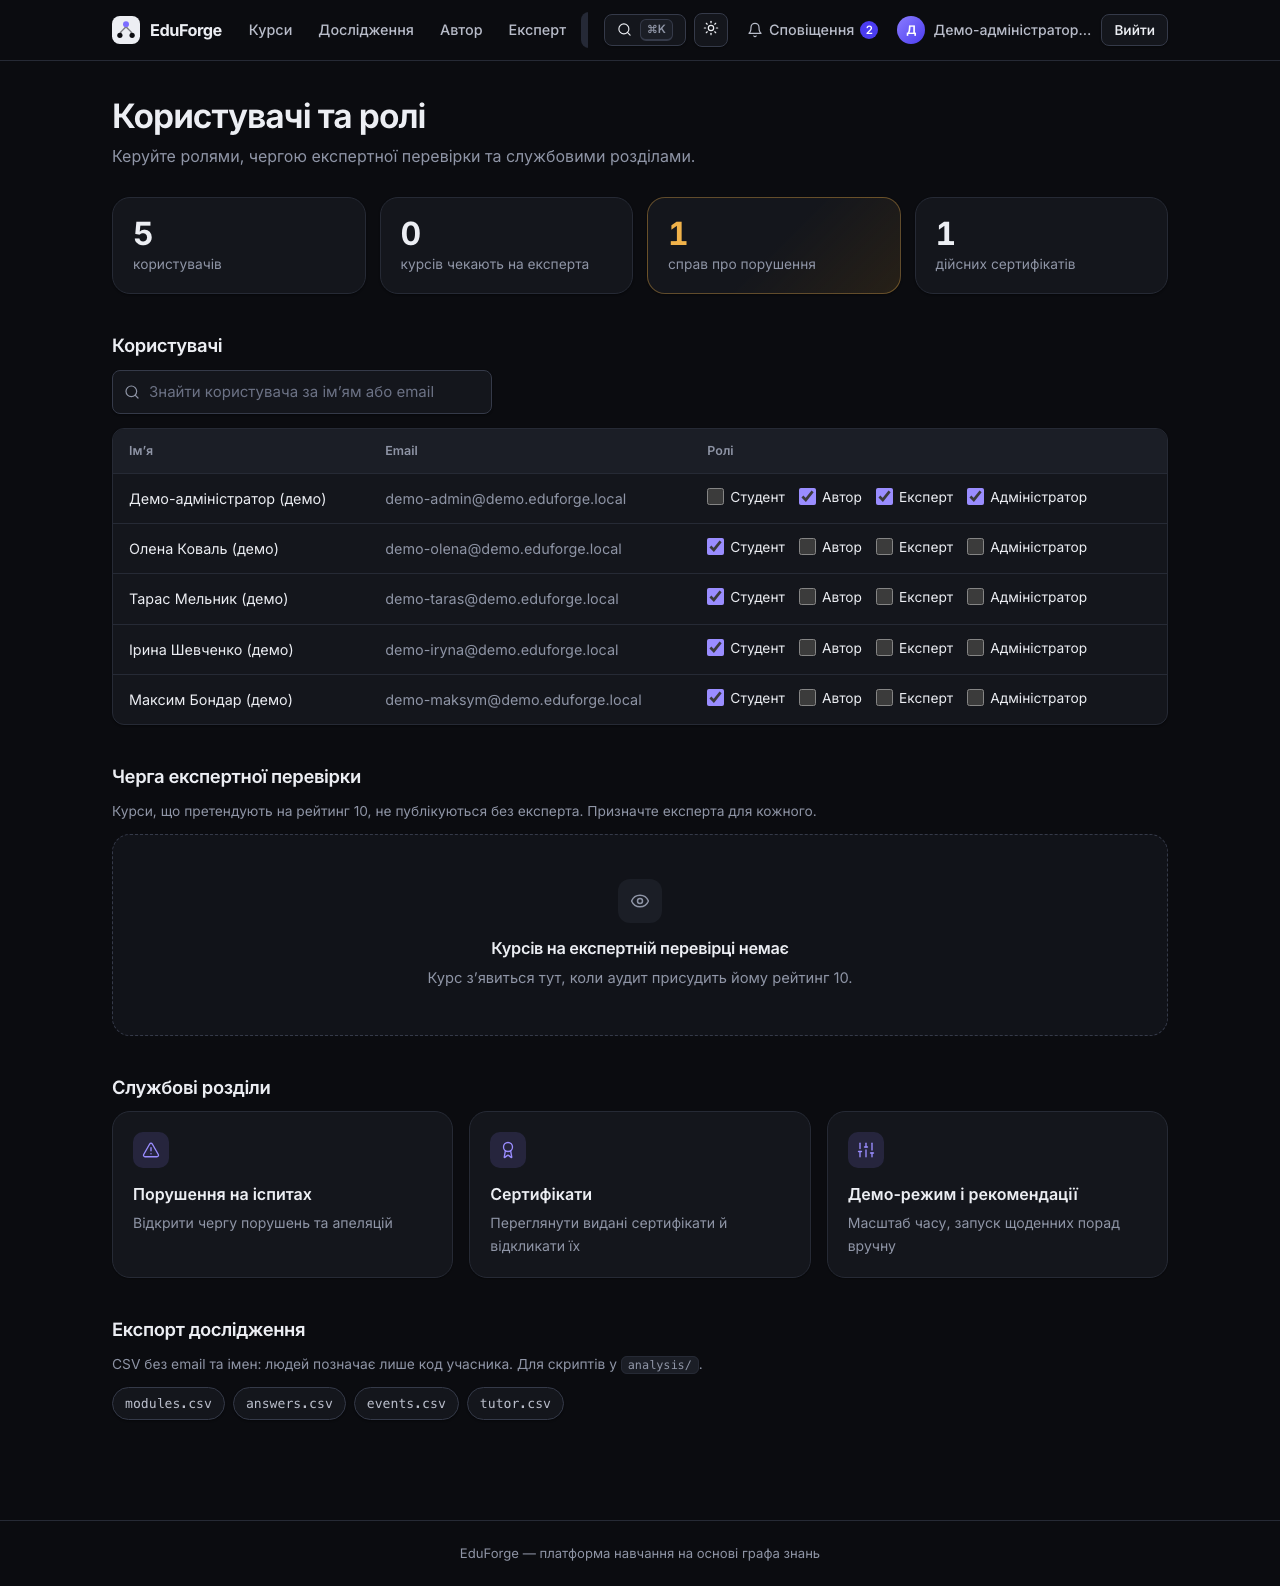 EduForge Курси Дослідження Автор Експерт ⌘K Сповіщення 2 Д Демо-адміністратор… Вийти
Користувачі та ролі
Керуйте ролями, чергою експертної перевірки та службовими розділами.
5 0 1 1
користувачів курсів чекають на експерта справ про порушення дійсних сертифікатів
Користувачі
Знайти користувача за ім’ям або email
Ім’я Email Ролі
Демо-адміністратор (демо) demo-admin@demo.eduforge.local Студент Автор Експерт Адміністратор
Олена Коваль (демо) demo-olena@demo.eduforge.local Студент Автор Експерт Адміністратор
Тарас Мельник (демо) demo-taras@demo.eduforge.local Студент Автор Експерт Адміністратор
Ірина Шевченко (демо) demo-iryna@demo.eduforge.local Студент Автор Експерт Адміністратор
Максим Бондар (демо) demo-maksym@demo.eduforge.local Студент Автор Експерт Адміністратор
Черга експертної перевірки
Курси, що претендують на рейтинг 10, не публікуються без експерта. Призначте експерта для кожного.
Курсів на експертній перевірці немає
Курс з’явиться тут, коли аудит присудить йому рейтинг 10.
Службові розділи
Порушення на іспитах
Відкрити чергу порушень та апеляцій
Сертифікати
Переглянути видані сертифікати й
відкликати їх
Демо-режим і рекомендації
Масштаб часу, запуск щоденних порад
вручну
Експорт дослідження
CSV без email та імен: людей позначає лише код учасника. Для скриптів у analysis/.
modules.csv answers.csv events.csv tutor.csv
EduForge — платформа навчання на основі графа знань